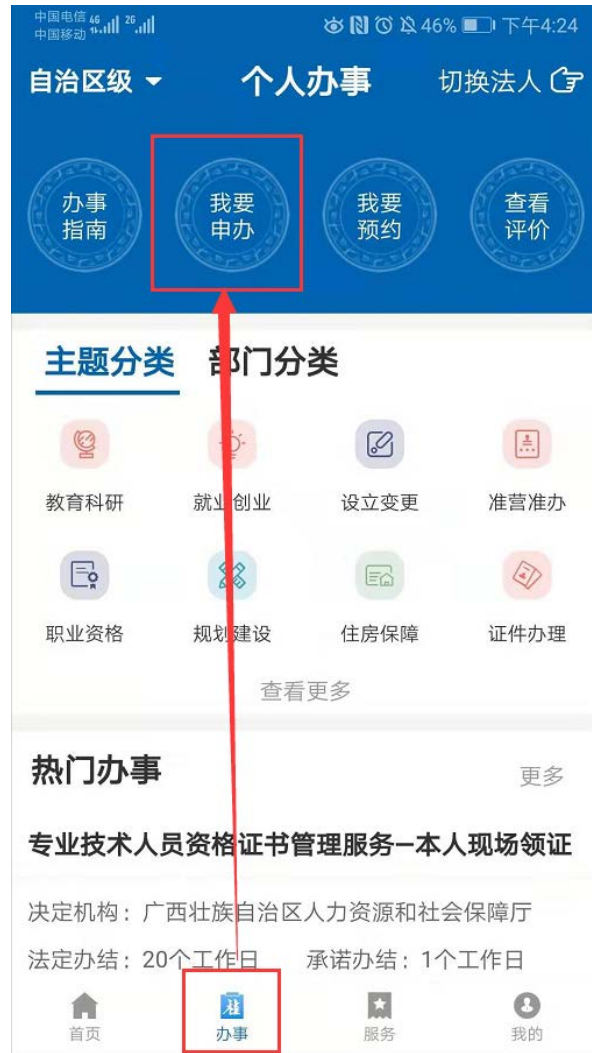 中国电信 4G 2G
中国移动
46% 下午4:24
自治区级
个人办事
切换法人
办事
指南
我要
申办
我要
预约
查看
评价
主题分类 部门分类
教育科研 就业创业 设立变更 准营准办
职业资格 规划建设 住房保障 证件办理
查看更多
热门办事 更多
专业技术人员资格证书管理服务—本人现场领证
决定机构：广西壮族自治区人力资源和社会保障厅
法定办结：20个工作日 承诺办结：1个工作日
桂
首页 办事 服务 我的